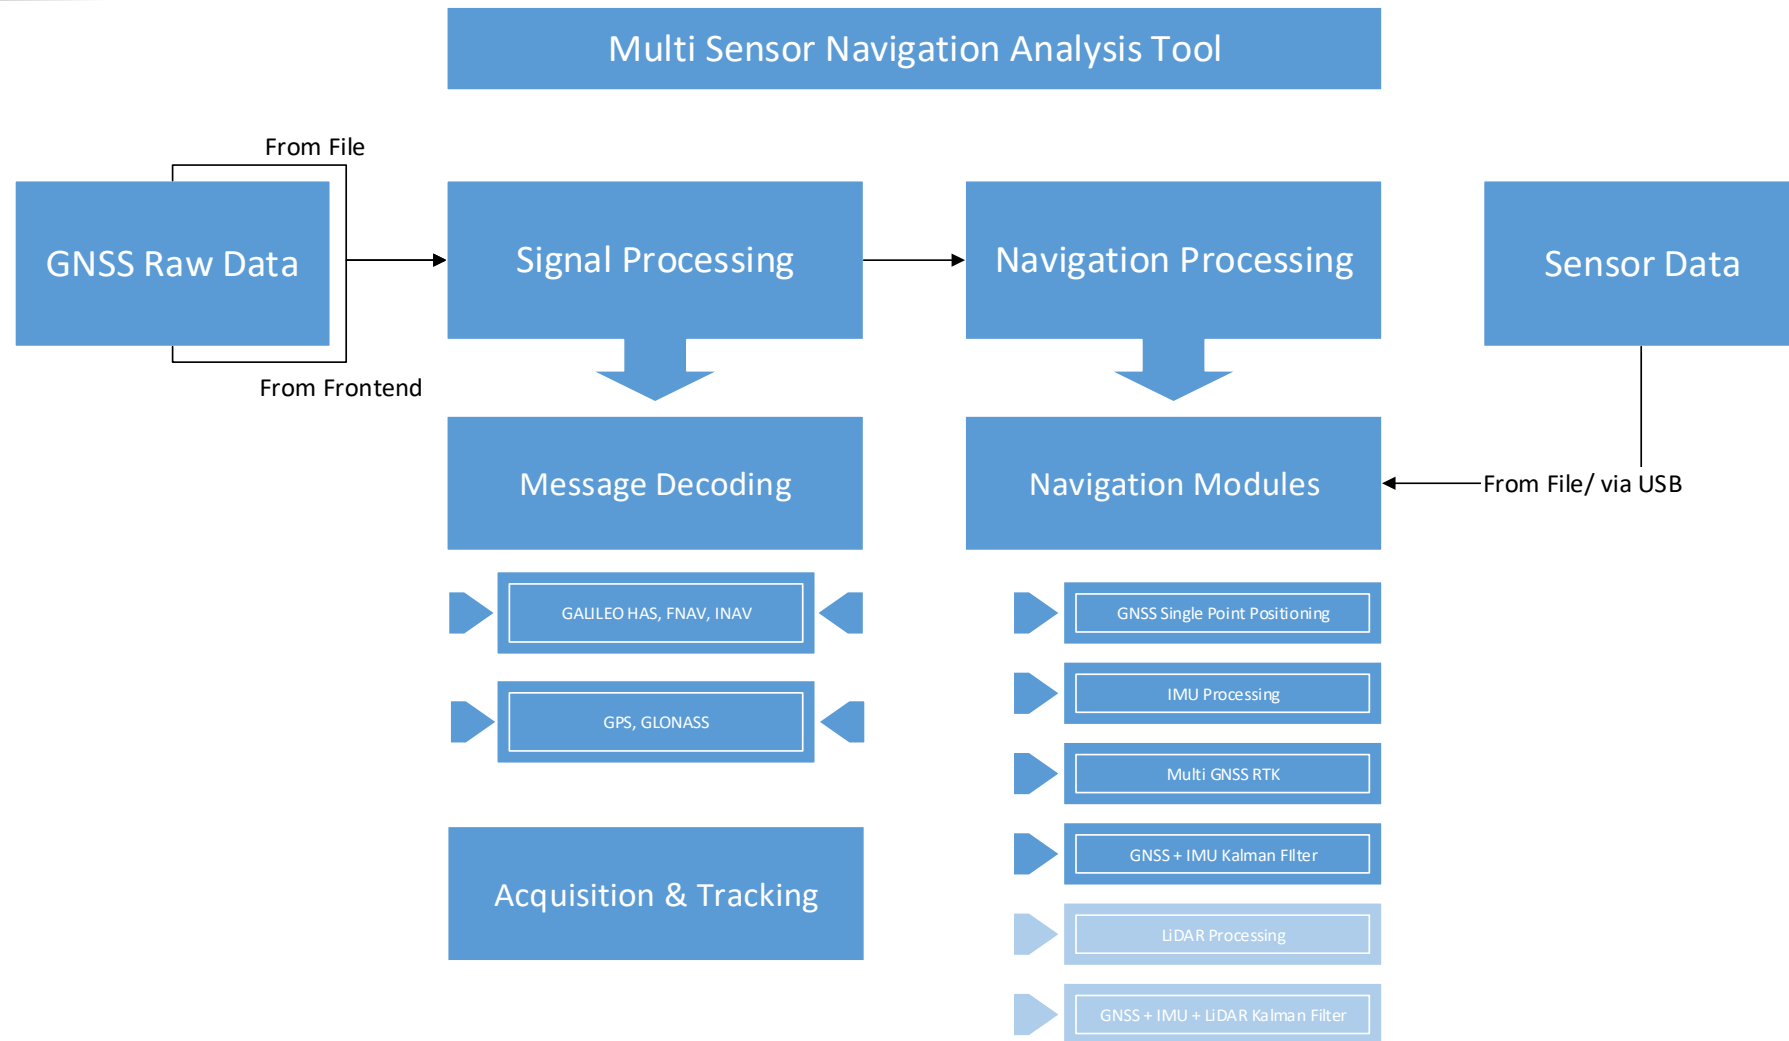 Multi Sensor Navigation Analysis Tool
From File
GNSS Raw Data
From Frontend
Signal Processing
Navigation Processing
Sensor Data
Message Decoding
Navigation Modules
From File/ via USB
GALILEO HAS, FNAV, INAV
GPS, GLONASS
Acquisition & Tracking
GNSS Single Point Positioning
IMU Processing
Multi GNSS RTK
GNSS + IMU Kalman FIlter
LiDAR Processing
GNSS + IMU + LiDAR Kalman Filter